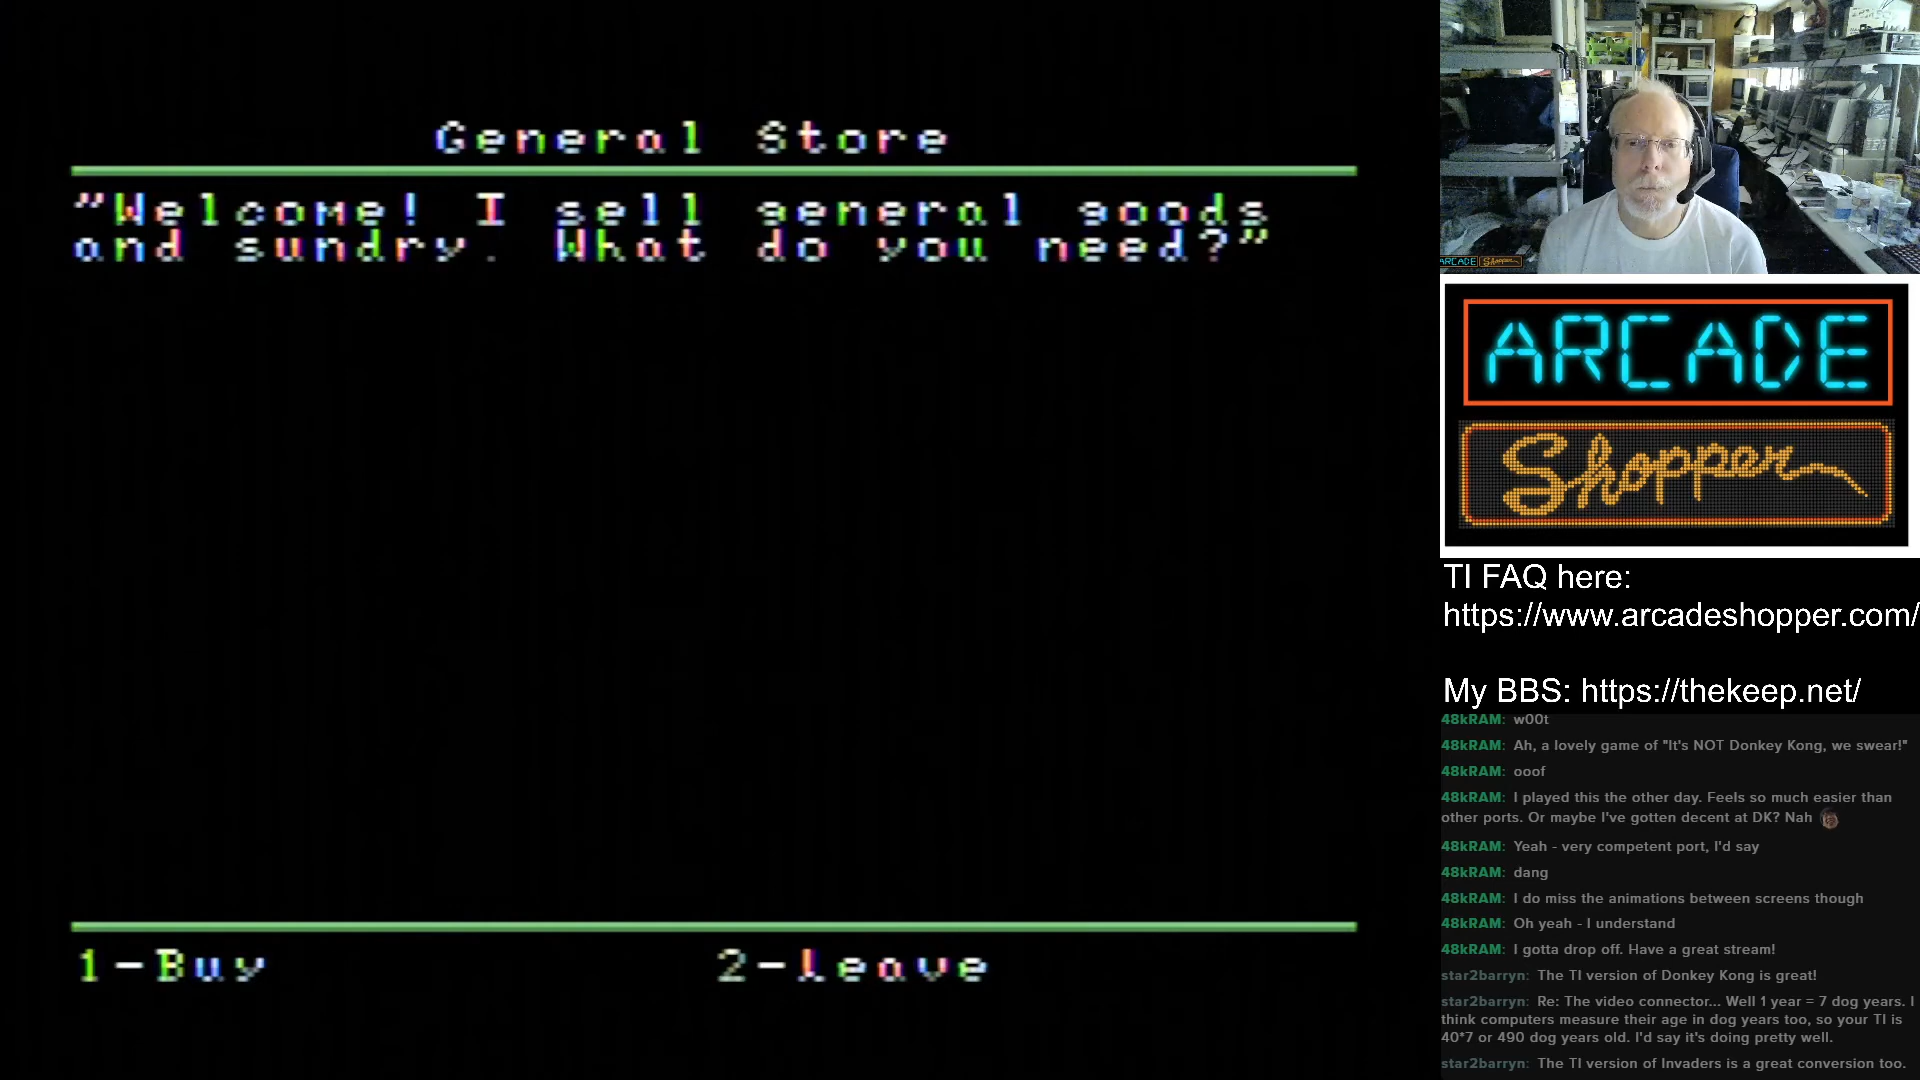 General Store
"Welcome! I sell general goods
and sundry. What do you need?"
1-Buy 2-Leave
ARCADE Shopper
ARCADE
Shopper
TI FAQ here:
https://www.arcadeshopper.com/
My BBS: https://thekeep.net/
48kRAM: w00t
48kRAM: Ah, a lovely game of "It's NOT Donkey Kong, we swear!"
48kRAM: ooof
48kRAM: I played this the other day. Feels so much easier than
other ports. Or maybe I've gotten decent at DK? Nah
48kRAM: Yeah - very competent port, I'd say
48kRAM: dang
48kRAM: I do miss the animations between screens though
48kRAM: Oh yeah - I understand
48kRAM: I gotta drop off. Have a great stream!
star2barryn: The TI version of Donkey Kong is great!
star2barryn: Re: The video connector... Well 1 year = 7 dog years. I
think computers measure their age in dog years too, so your TI is
40*7 or 490 dog years old. I'd say it's doing pretty well.
star2barryn: The TI version of Invaders is a great conversion too.